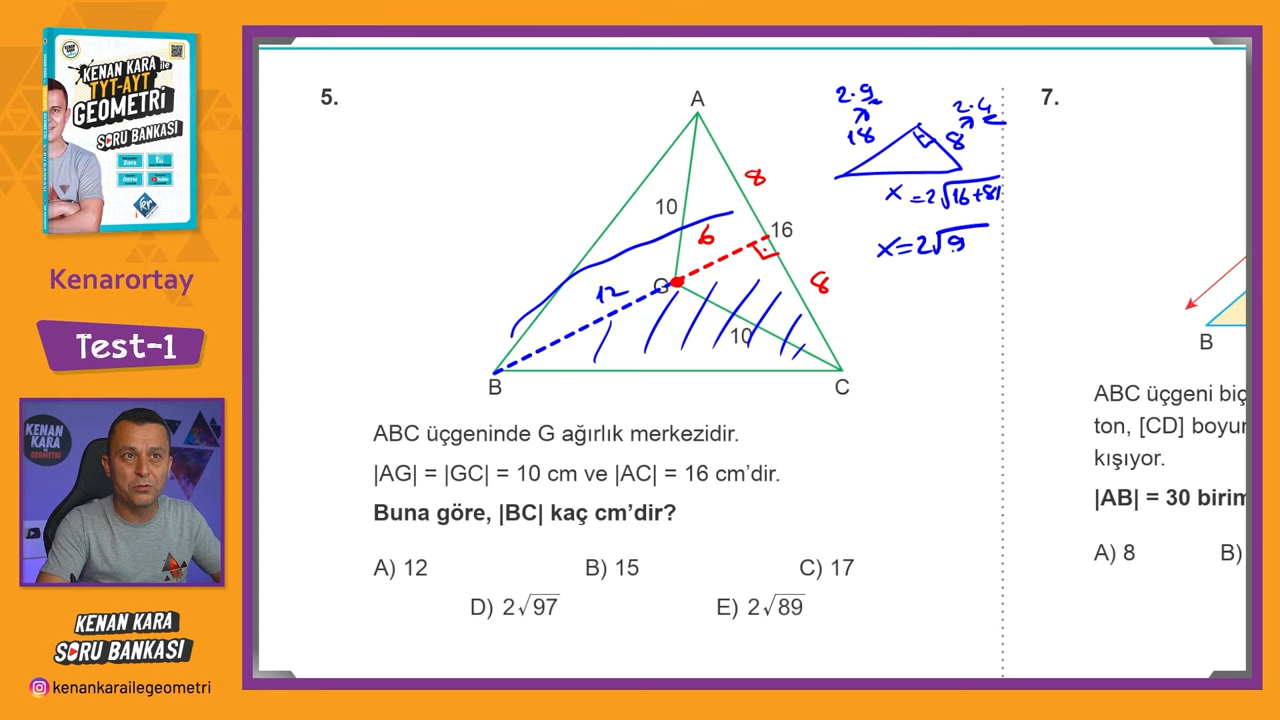 KENAN KARA ile
TYT-AYT
GEOMETRİ
SORU BANKASI
Kenarortay
Test-1
KENAN
KARA
KENAN KARA
SORU BANKASI
kenankarailegeometri
5.
A
10
16
G
10
B
C
8
6
8
12
2·9
18
2·4
8
x=2√16+81
x=2√9
ABC üçgeninde G ağırlık merkezidir.
|AG| = |GC| = 10 cm ve |AC| = 16 cm’dir.
Buna göre, |BC| kaç cm’dir?
A) 12 B) 15 C) 17
D) 2√97 E) 2√89
7.
B
ABC üçgeni biç
ton, [CD] boyun
kışıyor.
|AB| = 30 birim
A) 8 B)